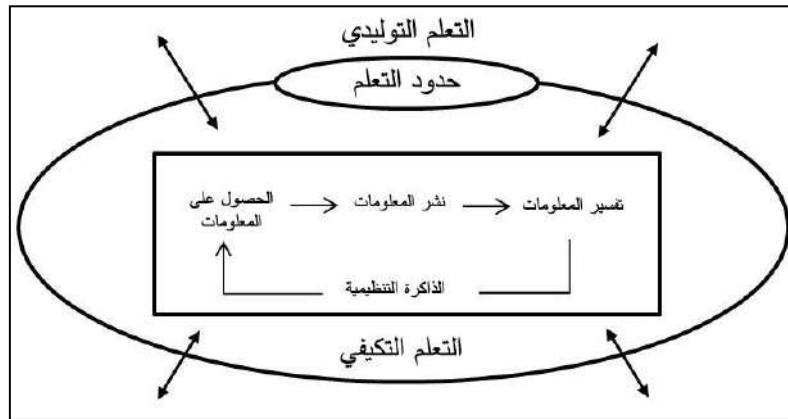 التعلم التوليدي
حدود التعلم
الحصول على
المعلومات
نشر المعلومات
تفسير المعلومات
الذاكرة التنظيمية
التعلم التكيفي